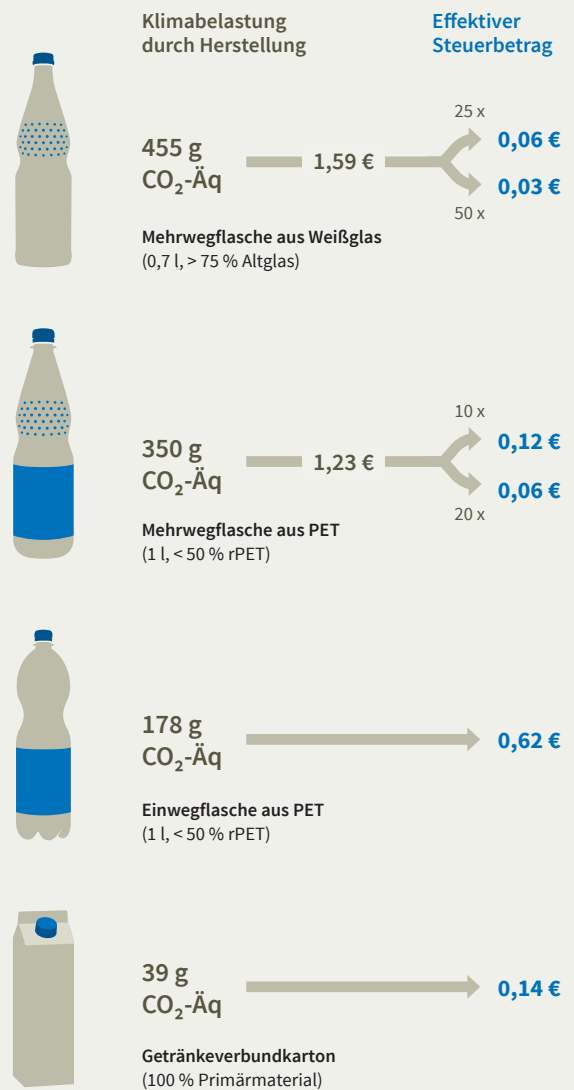 Klimabelastung
durch Herstellung
Effektiver
Steuerbetrag
455 g
CO₂-Äq
1,59 €
25 x
0,06 €
0,03 €
50 x
Mehrwegflasche aus Weißglas
(0,7 l, > 75 % Altglas)
350 g
CO₂-Äq
1,23 €
10 x
0,12 €
0,06 €
20 x
Mehrwegflasche aus PET
(1 l, < 50 % rPET)
178 g
CO₂-Äq
0,62 €
Einwegflasche aus PET
(1 l, < 50 % rPET)
39 g
CO₂-Äq
0,14 €
Getränkeverbundkarton
(100 % Primärmaterial)